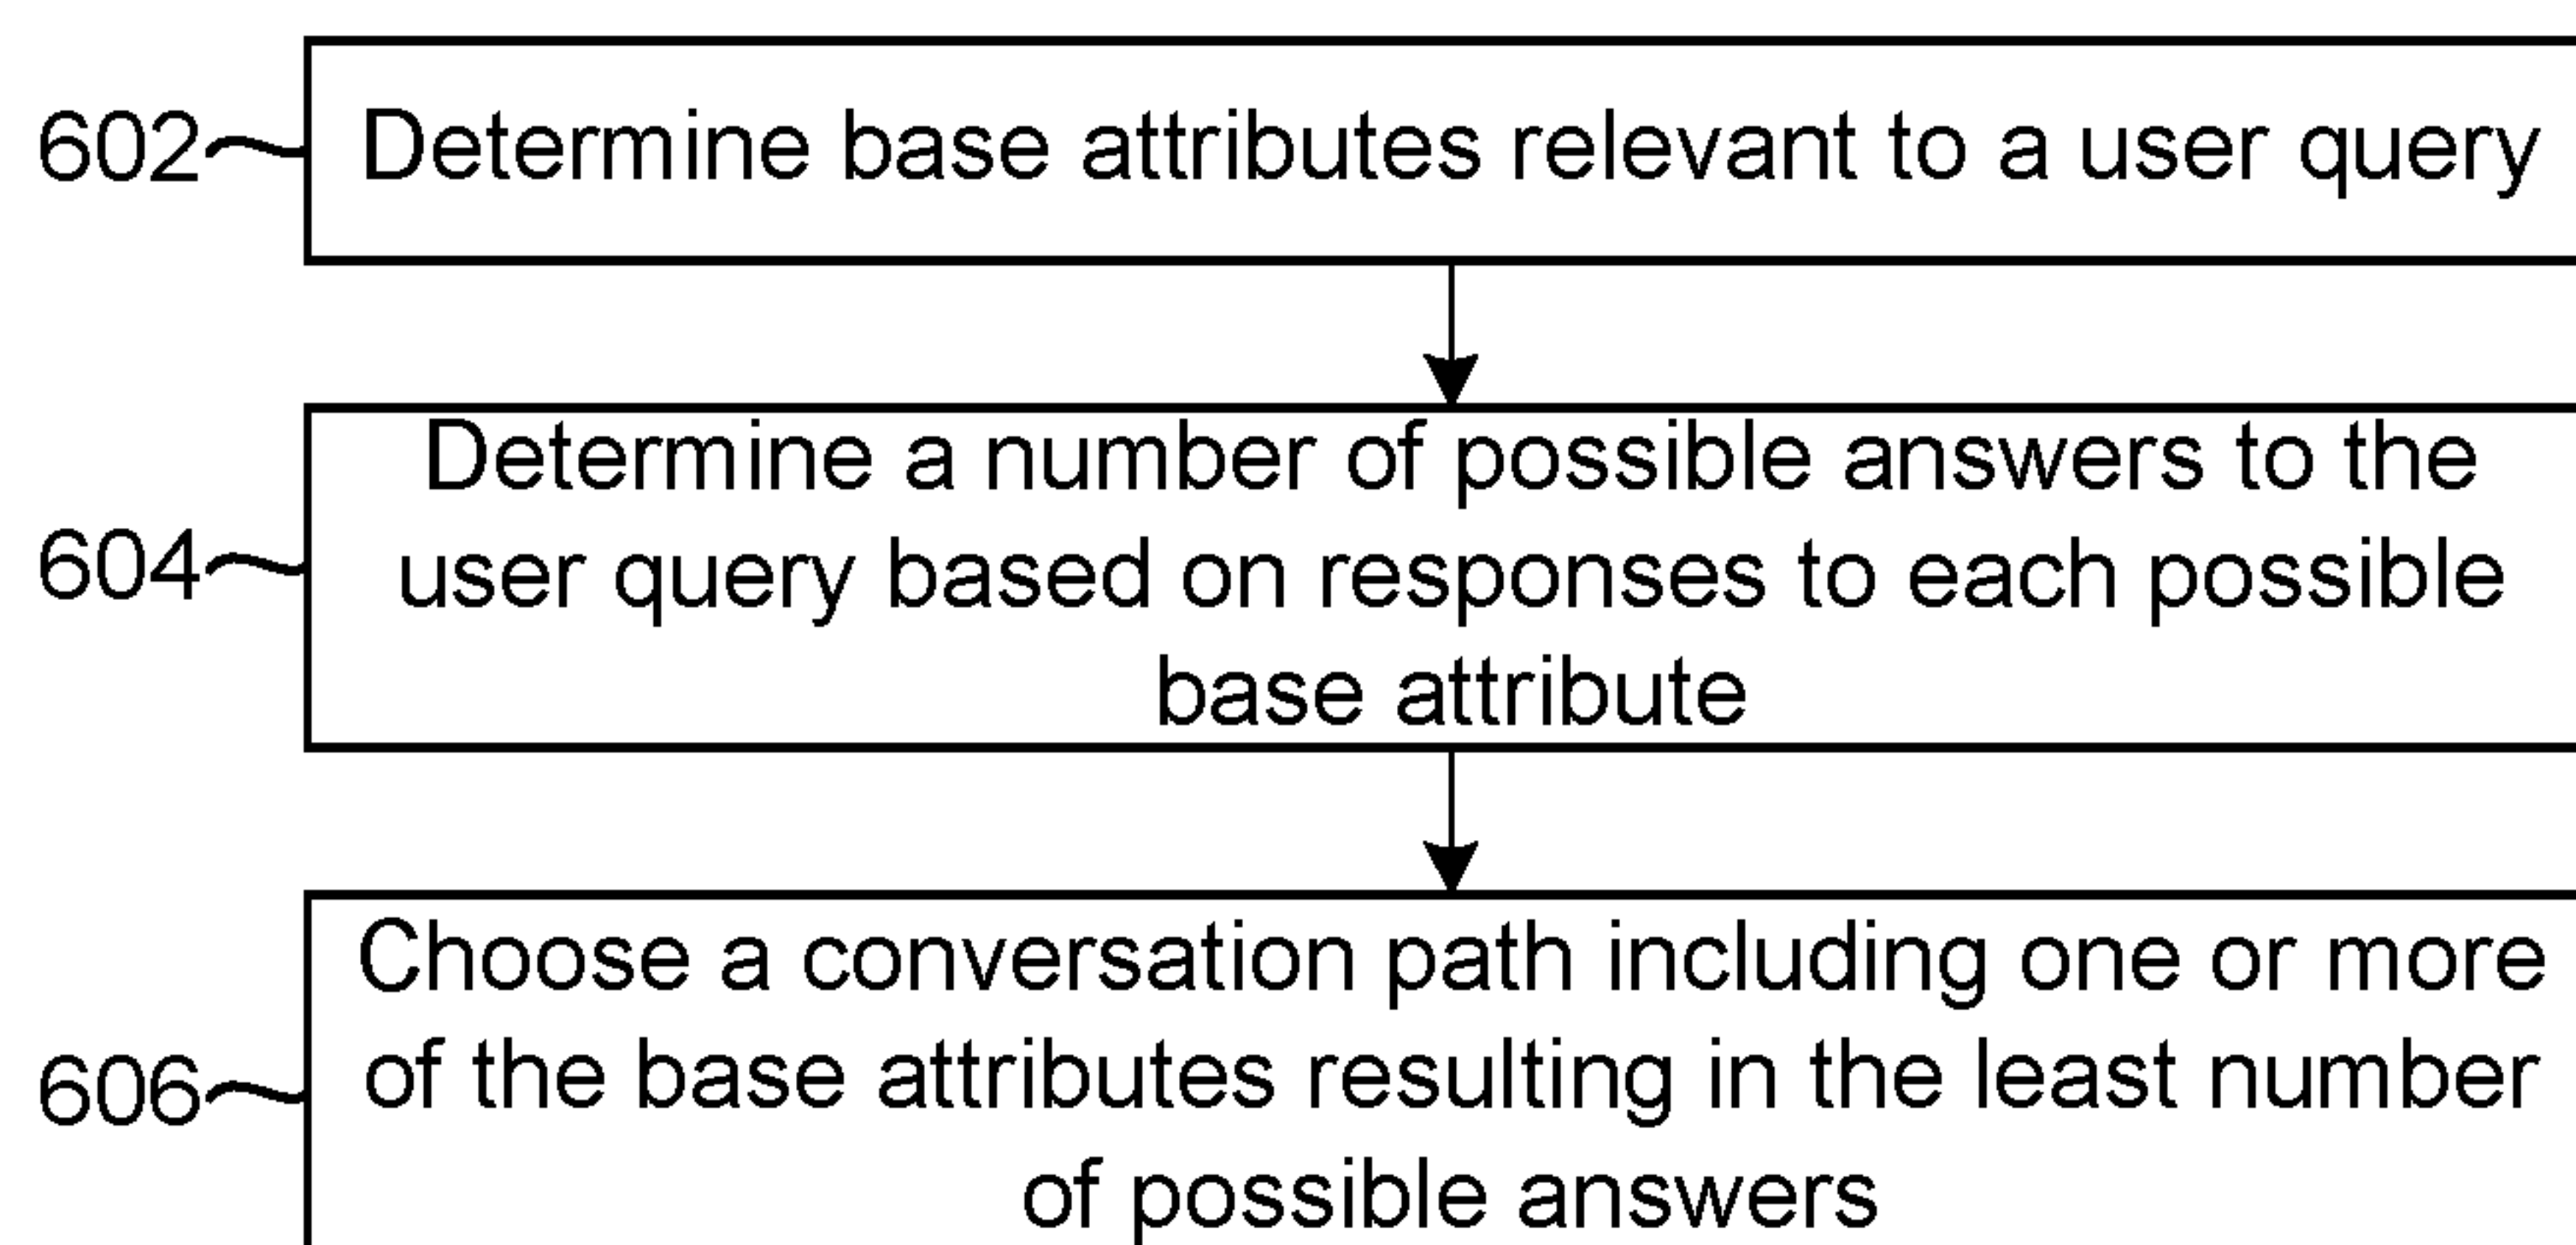 602 Determine base attributes relevant to a user query
Determine a number of possible answers to the
604 user query based on responses to each possible
base attribute
Choose a conversation path including one or more
606 of the base attributes resulting in the least number
of possible answers